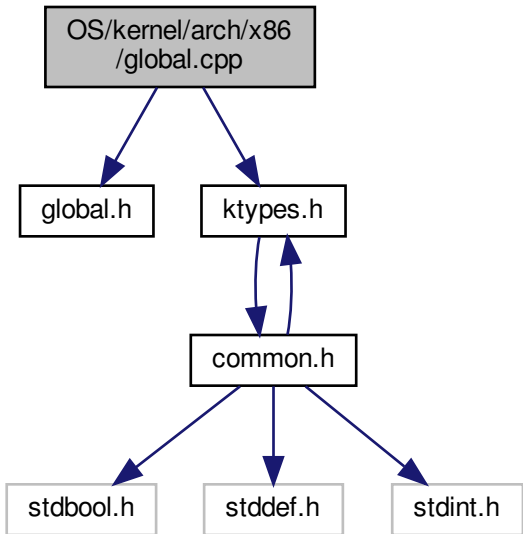 OS/kernel/arch/x86
/global.cpp
global.h
ktypes.h
common.h
stdbool.h
stddef.h
stdint.h